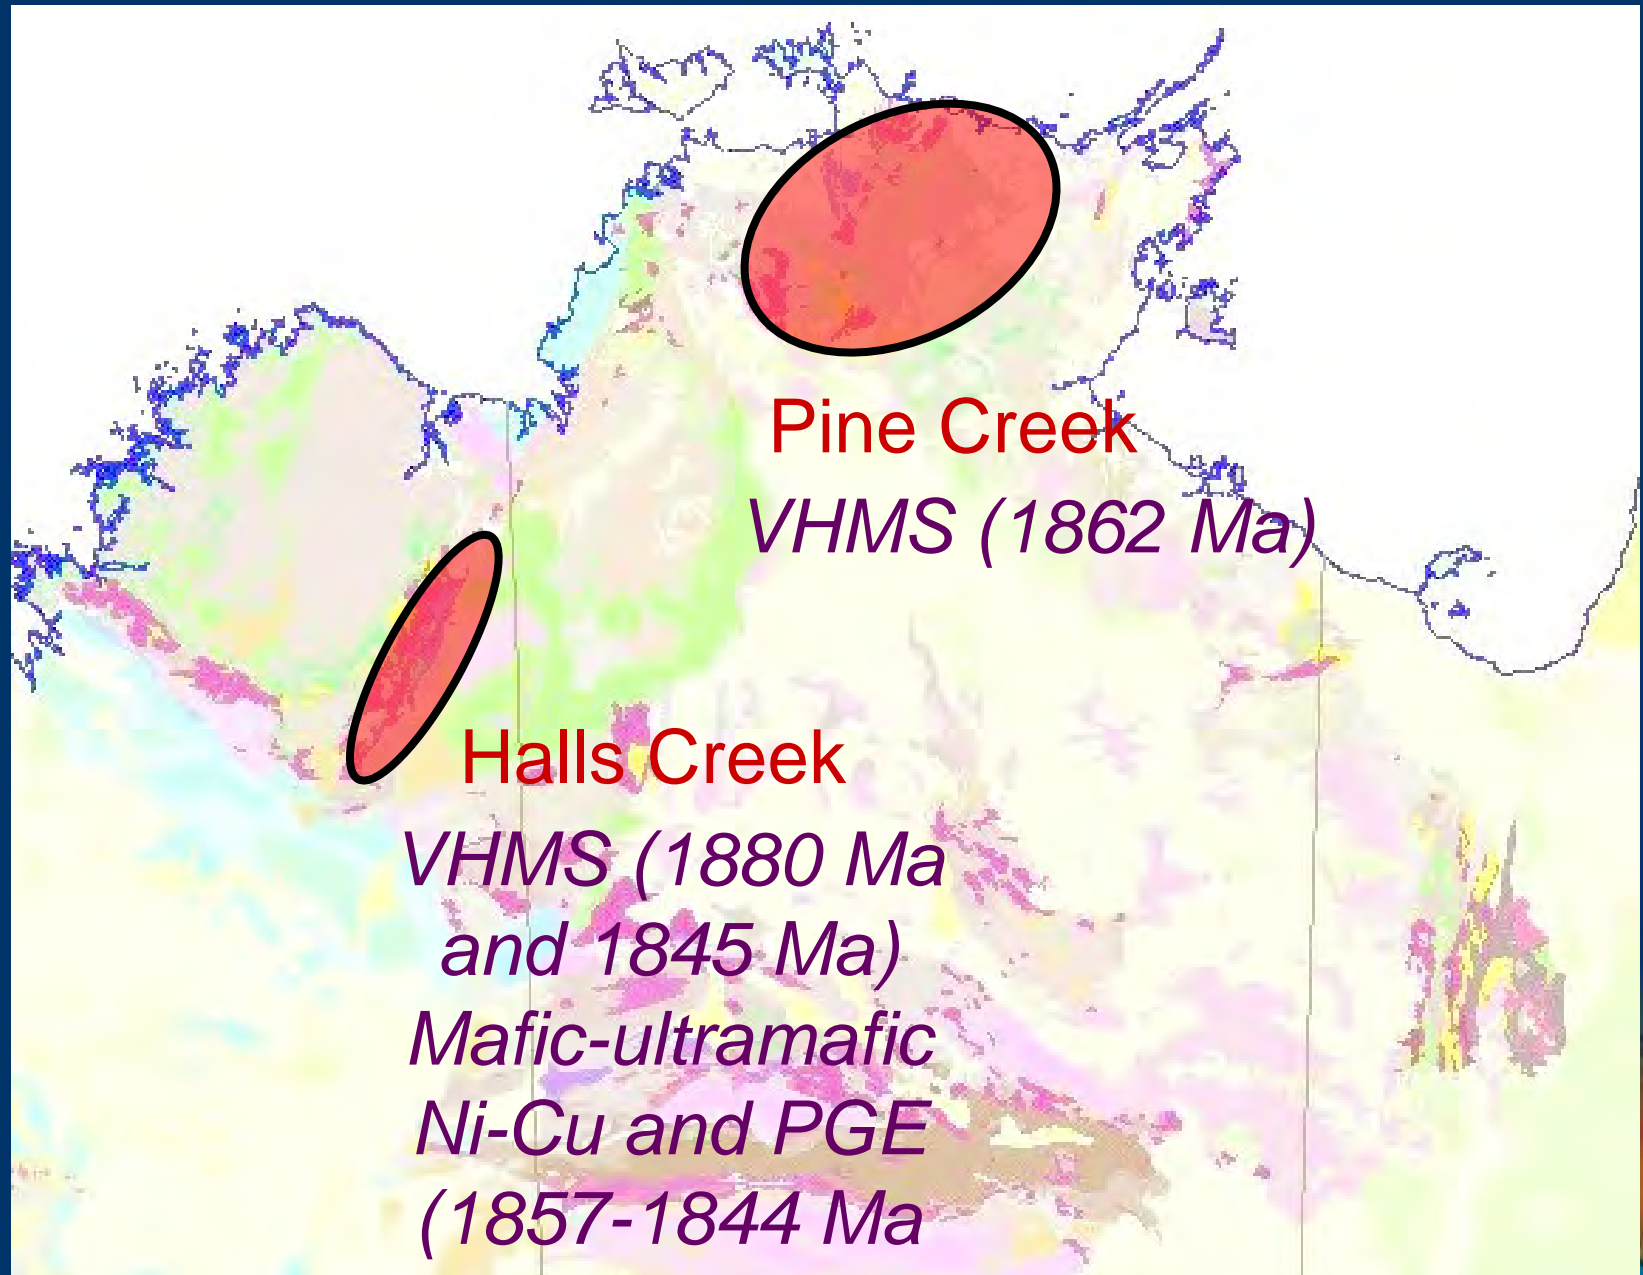 Pine Creek
VHMS (1862 Ma)
Halls Creek
VHMS (1880 Ma
and 1845 Ma)
Mafic-ultramafic
Ni-Cu and PGE
(1857-1844 Ma